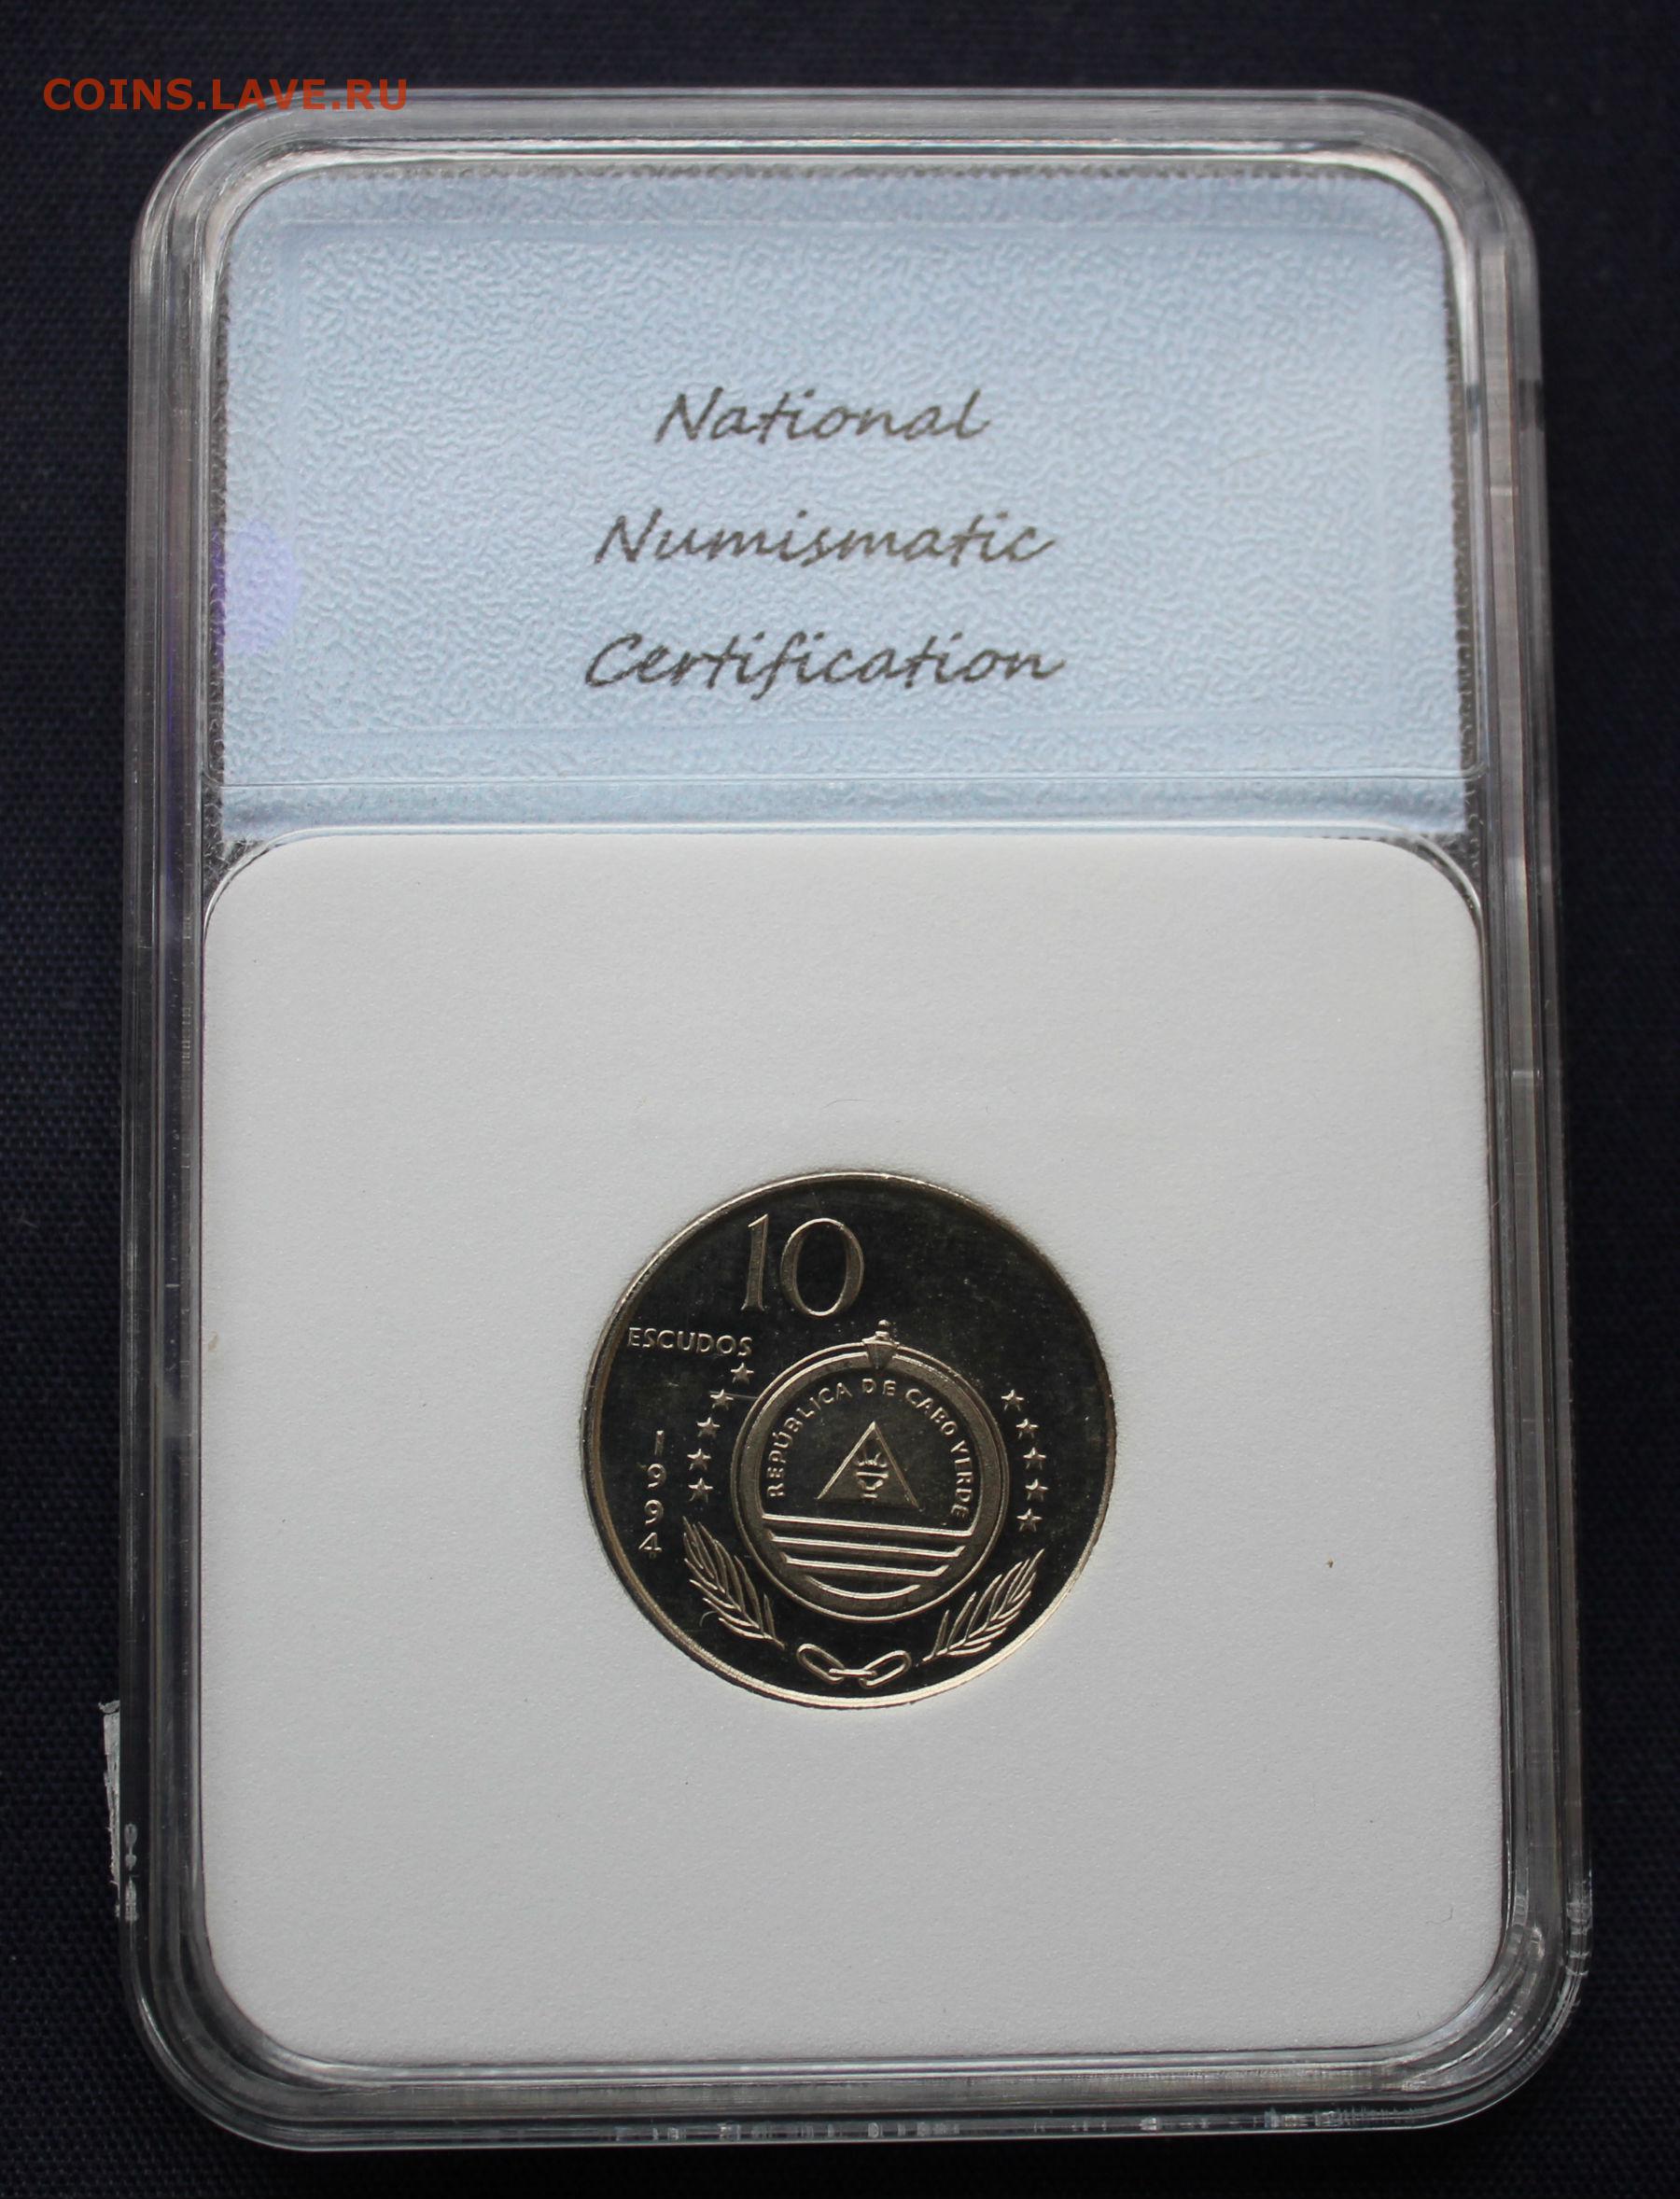 COINS.LAVE.RU
National
Numismatic
Certification
10
ESCUDOS
1994
REPÚBLICA DE CABO VERDE